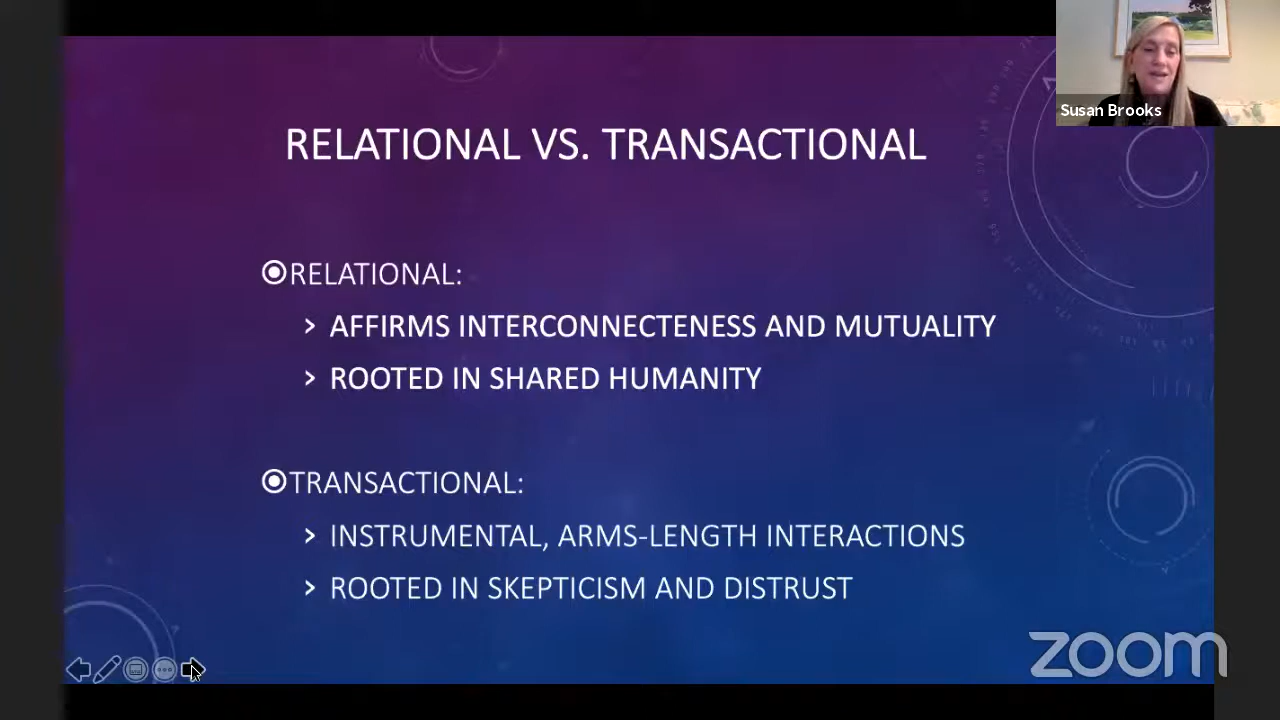 Susan Brooks
RELATIONAL VS. TRANSACTIONAL
RELATIONAL:
› AFFIRMS INTERCONNECTENESS AND MUTUALITY
› ROOTED IN SHARED HUMANITY
TRANSACTIONAL:
› INSTRUMENTAL, ARMS-LENGTH INTERACTIONS
› ROOTED IN SKEPTICISM AND DISTRUST
zoom